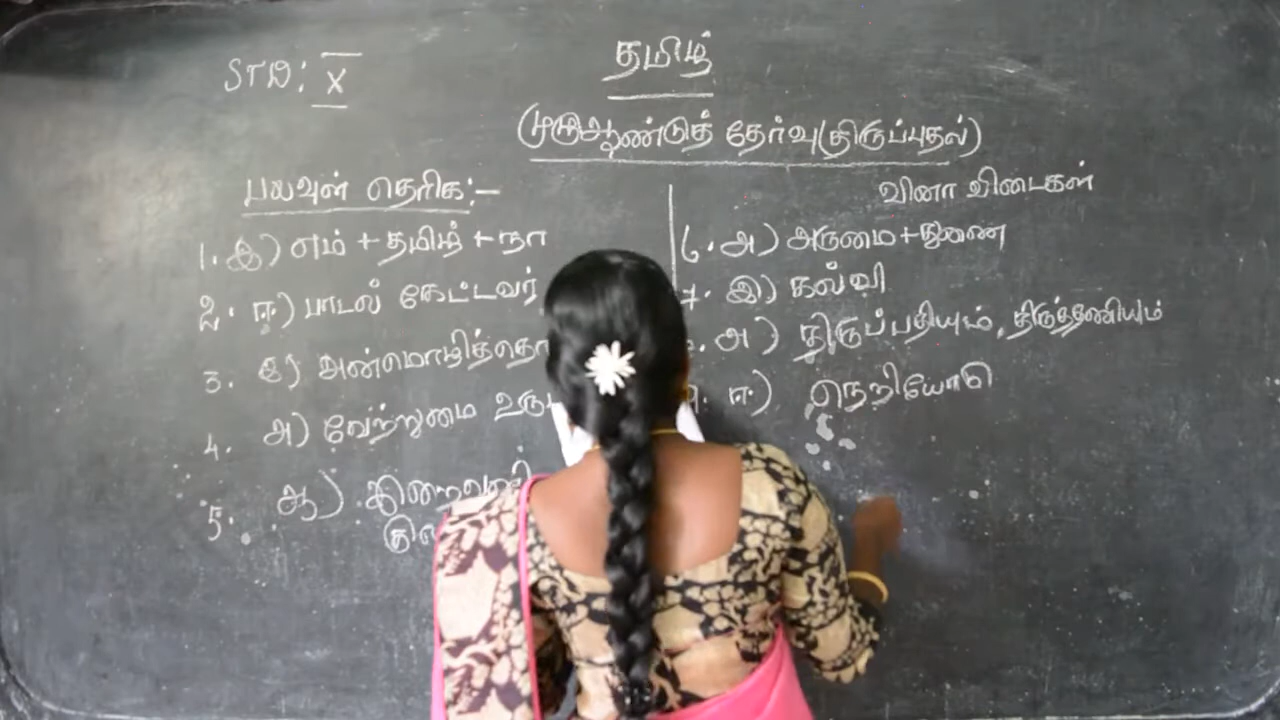 STD: X
தமிழ்
முழுஆண்டுத் தேர்வு(திருப்புதல்)
பலவுள் தெரிக:-
வினா விடைகள்
1. இ) எம் + தமிழ் + நா
2. ஈ) பாடல் கேட்டவர்
3. அன்மொழித்தொ
4. அ) வேற்றுமை உரு
5. ஆ)
6. அ) அருமை+துணை
7. இ) கல்வி
அ) திருப்பதியும், திருத்தணியும்
ஈ)